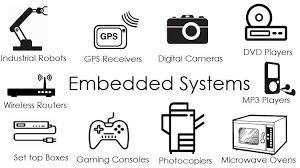 Industrial Robots
GPS
GPS Receivers
Digital Cameras
DVD Players
Embedded Systems
Wireless Routers
MP3 Players
Set top Boxes
Gaming Consoles
Photocopiers
Microwave Ovens